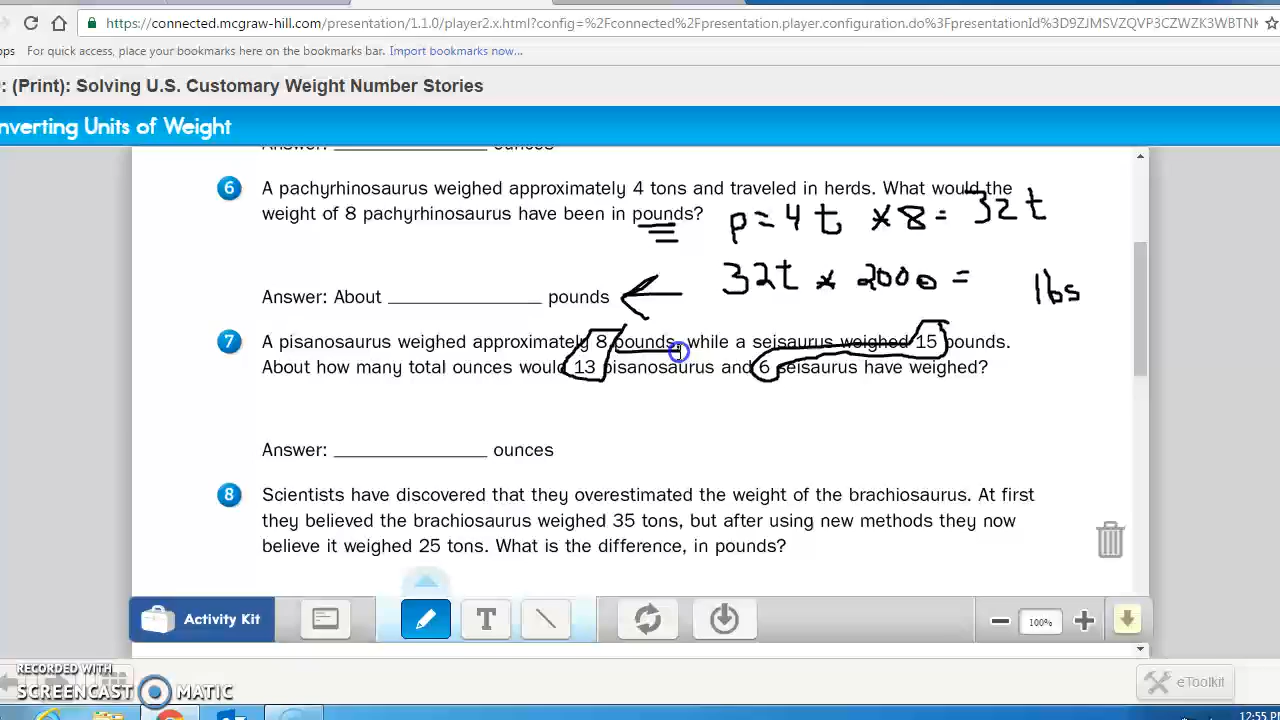 https://connected.mcgraw-hill.com/presentation/1.1.0/player2.x.html?config=%2Fconnected%2Fpresentation.player.configuration.do%3FpresentationId%3D9ZJMSVZQVP3CZWZK3WBTNK
pps For quick access, place your bookmarks here on the bookmarks bar. Import bookmarks now...
: (Print): Solving U.S. Customary Weight Number Stories
nverting Units of Weight
Answer: ____ ounces
6 A pachyrhinosaurus weighed approximately 4 tons and traveled in herds. What would the
weight of 8 pachyrhinosaurus have been in pounds?
p = 4 t * 8 = 32 t
32t * 2000 = lbs
Answer: About ____ pounds
7 A pisanosaurus weighed approximately 8 pounds, while a seisaurus weighed 15 pounds.
About how many total ounces would 13 pisanosaurus and 6 seisaurus have weighed?
Answer: ____ ounces
8 Scientists have discovered that they overestimated the weight of the brachiosaurus. At first
they believed the brachiosaurus weighed 35 tons, but after using new methods they now
believe it weighed 25 tons. What is the difference, in pounds?
Activity Kit
T
100%
RECORDED WITH
SCREENCAST MATIC
eToolkit
12:55 PM